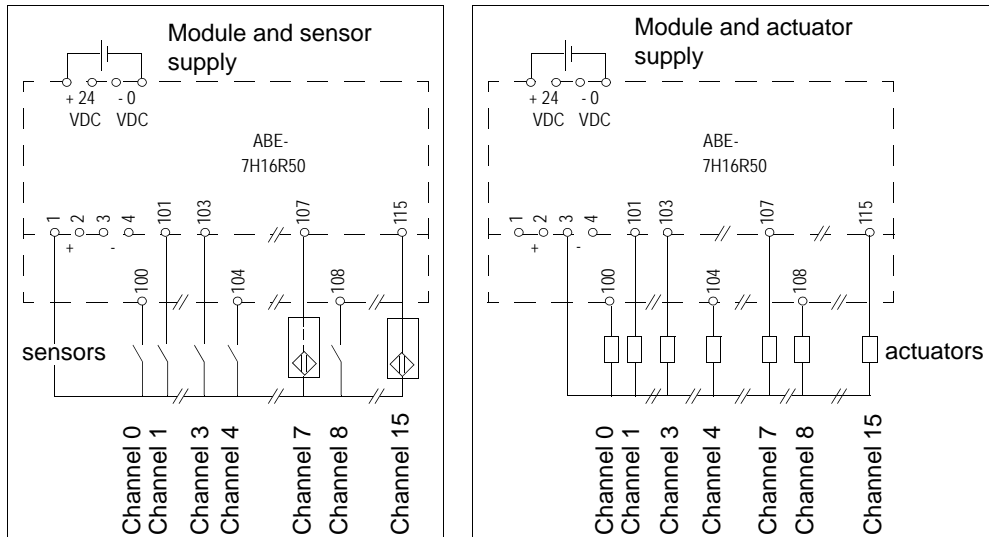 Module and sensor
supply
+ 24 - 0
VDC VDC
ABE-
7H16R50
1 2 3 4 101 103 107 115
+ -
100 104 108
sensors
Channel 0
Channel 1
Channel 3
Channel 4
Channel 7
Channel 8
Channel 15
Module and actuator
supply
+ 24 - 0
VDC VDC
ABE-
7H16R50
1 2 3 4 101 103 107 115
+ -
100 104 108
actuators
Channel 0
Channel 1
Channel 3
Channel 4
Channel 7
Channel 8
Channel 15